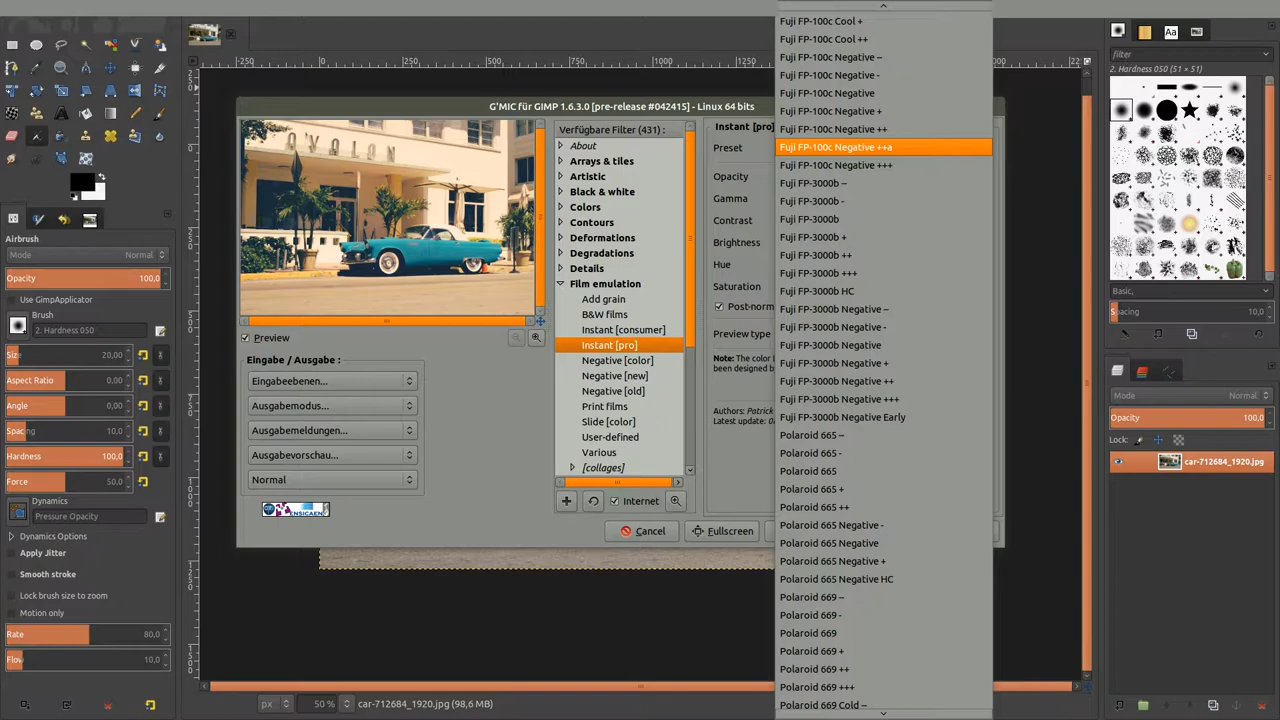 Fuji FP-100c Cool +
Fuji FP-100c Cool ++
Fuji FP-100c Negative --
Fuji FP-100c Negative -
Fuji FP-100c Negative
Fuji FP-100c Negative +
Fuji FP-100c Negative ++
Fuji FP-100c Negative ++a
Fuji FP-100c Negative +++
Fuji FP-3000b --
Fuji FP-3000b -
Fuji FP-3000b
Fuji FP-3000b +
Fuji FP-3000b ++
Fuji FP-3000b +++
Fuji FP-3000b HC
Fuji FP-3000b Negative --
Fuji FP-3000b Negative -
Fuji FP-3000b Negative
Fuji FP-3000b Negative +
Fuji FP-3000b Negative ++
Fuji FP-3000b Negative +++
Fuji FP-3000b Negative Early
Polaroid 665 --
Polaroid 665 -
Polaroid 665
Polaroid 665 +
Polaroid 665 ++
Polaroid 665 Negative -
Polaroid 665 Negative
Polaroid 665 Negative +
Polaroid 665 Negative HC
Polaroid 669 --
Polaroid 669 -
Polaroid 669
Polaroid 669 +
Polaroid 669 ++
Polaroid 669 +++
Polaroid 669 Cold --
G'MIC für GIMP 1.6.3.0 [pre-release #042415] - Linux 64 bits
AVALON
Preview
Eingabe / Ausgabe :
Eingabeebenen...
Ausgabemodus...
Ausgabemeldungen...
Ausgabevorschau...
Normal
ENSICAEN
Verfügbare Filter (431) :
About
Arrays & tiles
Artistic
Black & white
Colors
Contours
Deformations
Degradations
Details
Film emulation
Add grain
B&W films
Instant [consumer]
Instant [pro]
Negative [color]
Negative [new]
Negative [old]
Print films
Slide [color]
User-defined
Various
[collages]
Internet
Cancel
Fullscreen
Instant [pro]
Preset
Opacity
Gamma
Contrast
Brightness
Hue
Saturation
Post-norm
Preview type
Note: The color
been designed by
Authors: Patrick
Latest update:
Airbrush
Mode Normal
Opacity 100,0
Use GimpApplicator
Brush
2. Hardness 050
Size 20,00
Aspect Ratio 0,00
Angle 0,00
Spacing 10,0
Hardness 100,0
Force 50,0
Dynamics
Pressure Opacity
Dynamics Options
Apply Jitter
Smooth stroke
Lock brush size to zoom
Motion only
Rate 80,0
Flow 10,0
-250
0
250
500
750
1000
px
50 %
car-712684_1920.jpg (98,6 MB)
filter
2. Hardness 050 (51 × 51)
Basic,
Spacing 10,0
Mode Normal
Opacity 100,0
Lock:
car-712684_1920.jpg